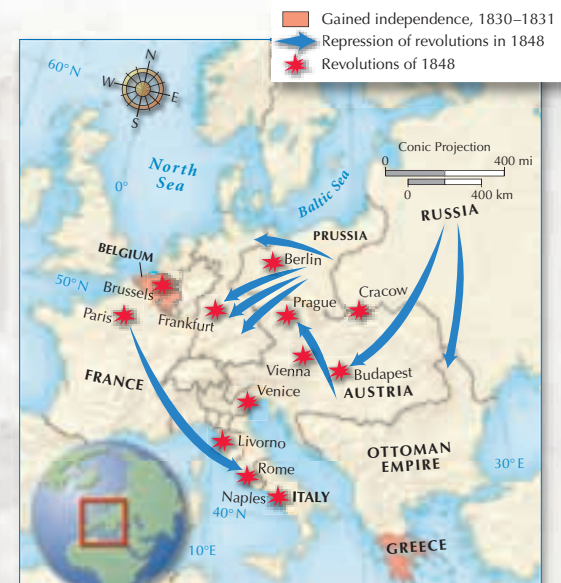 Gained independence, 1830–1831
Repression of revolutions in 1848
Revolutions of 1848
60°N
N
W
E
S
North
Sea
0°
Baltic Sea
Conic Projection
0 400 mi
0 400 km
RUSSIA
PRUSSIA
BELGIUM
Berlin
50°N
Brussels
Paris
Frankfurt
Prague
Cracow
Vienna
Budapest
FRANCE
AUSTRIA
Venice
Livorno
OTTOMAN
EMPIRE
30°E
Rome
Naples
ITALY
40°N
10°E
GREECE